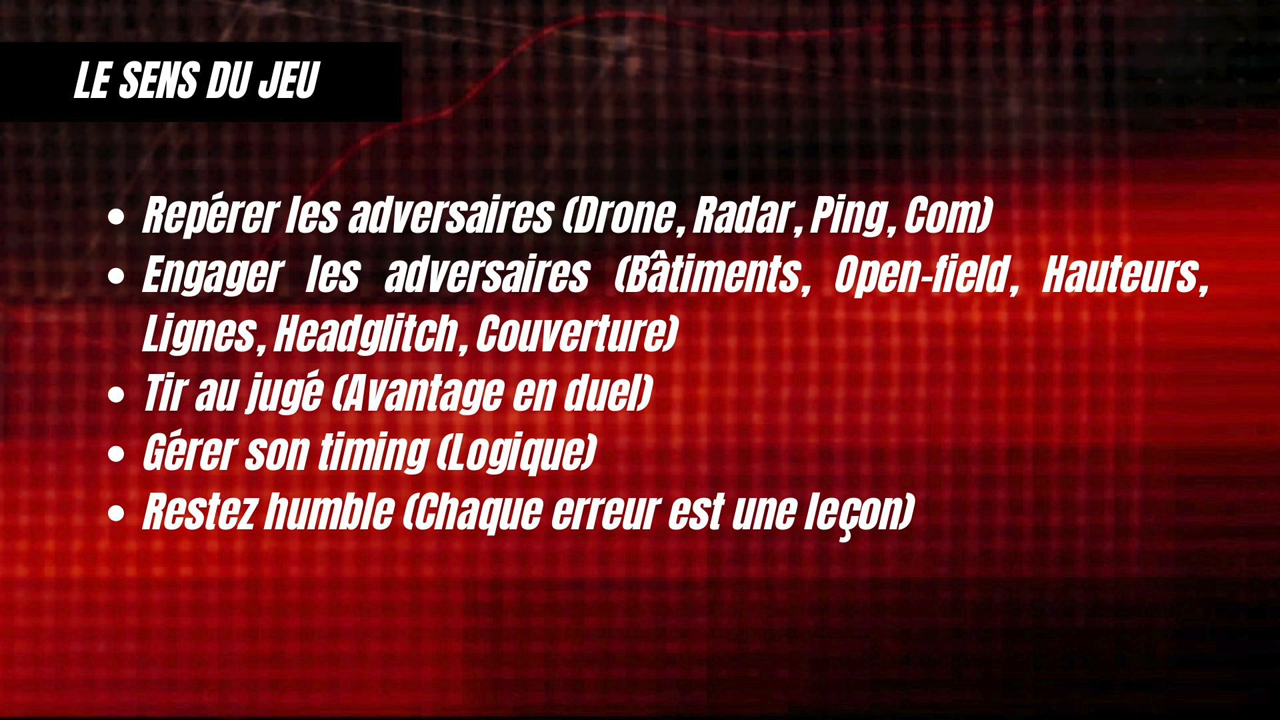 LE SENS DU JEU
• Repérer les adversaires (Drone, Radar, Ping, Com)
• Engager les adversaires (Bâtiments, Open-field, Hauteurs,
Lignes, Headglitch, Couverture)
• Tir au jugé (Avantage en duel)
• Gérer son timing (Logique)
• Restez humble (Chaque erreur est une leçon)